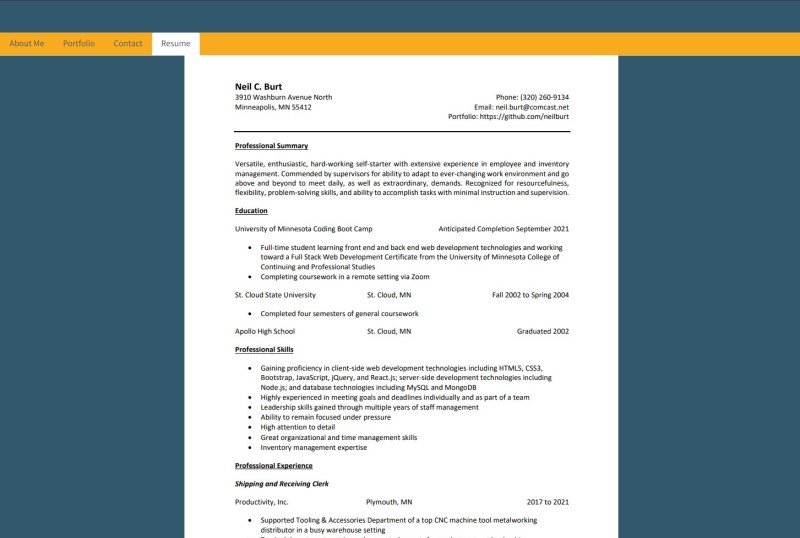 About Me Portfolio Contact Resume
Neil C. Burt
3910 Washburn Avenue North Phone: (320) 260-9134
Minneapolis, MN 55412 Email: neil.burt@comcast.net
Portfolio: https://github.com/neilburt
Professional Summary
Versatile, enthusiastic, hard-working self-starter with extensive experience in employee and inventory
management. Commended by supervisors for ability to adapt to ever-changing work environment and go
above and beyond to meet daily, as well as extraordinary, demands. Recognized for resourcefulness,
flexibility, problem-solving skills, and ability to accomplish tasks with minimal instruction and supervision.
Education
University of Minnesota Coding Boot Camp Anticipated Completion September 2021
• Full-time student learning front end and back end web development technologies and working
toward a Full Stack Web Development Certificate from the University of Minnesota College of
Continuing and Professional Studies
• Completing coursework in a remote setting via Zoom
St. Cloud State University St. Cloud, MN Fall 2002 to Spring 2004
• Completed four semesters of general coursework
Apollo High School St. Cloud, MN Graduated 2002
Professional Skills
• Gaining proficiency in client-side web development technologies including HTML5, CSS3,
Bootstrap, JavaScript, jQuery, and React.js; server-side development technologies including
Node.js; and database technologies including MySQL and MongoDB
• Highly experienced in meeting goals and deadlines individually and as part of a team
• Leadership skills gained through multiple years of staff management
• Ability to remain focused under pressure
• High attention to detail
• Great organizational and time management skills
• Inventory management expertise
Professional Experience
Shipping and Receiving Clerk
Productivity, Inc. Plymouth, MN 2017 to 2021
• Supported Tooling & Accessories Department of a top CNC machine tool metalworking
distributor in a busy warehouse setting